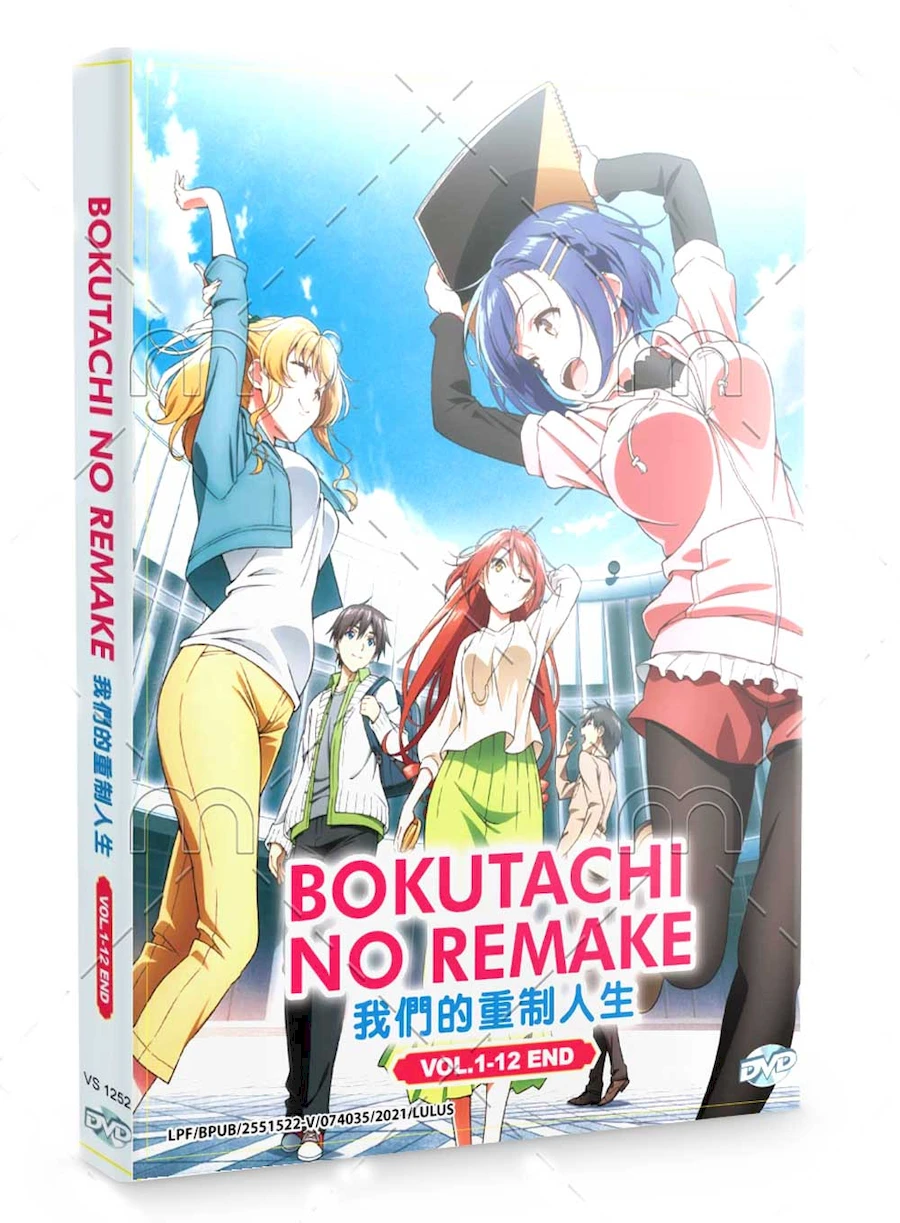 BOKUTACHI NO REMAKE 我們的重制人生
VOL.1-12 END
VS 1252
DVD
BOKUTACHI
NO REMAKE
我們的重制人生
VOL.1-12 END
DVD
LPF/BPUB/2551522-V/074035/2021/LULUS
m m
m m